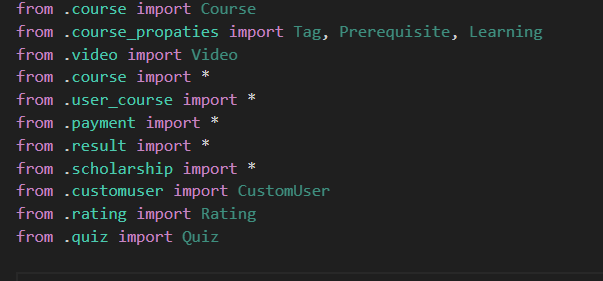 from .course import Course
from .course_propaties import Tag, Prerequisite, Learning
from .video import Video
from .course import *
from .user_course import *
from .payment import *
from .result import *
from .scholarship import *
from .customuser import CustomUser
from .rating import Rating
from .quiz import Quiz